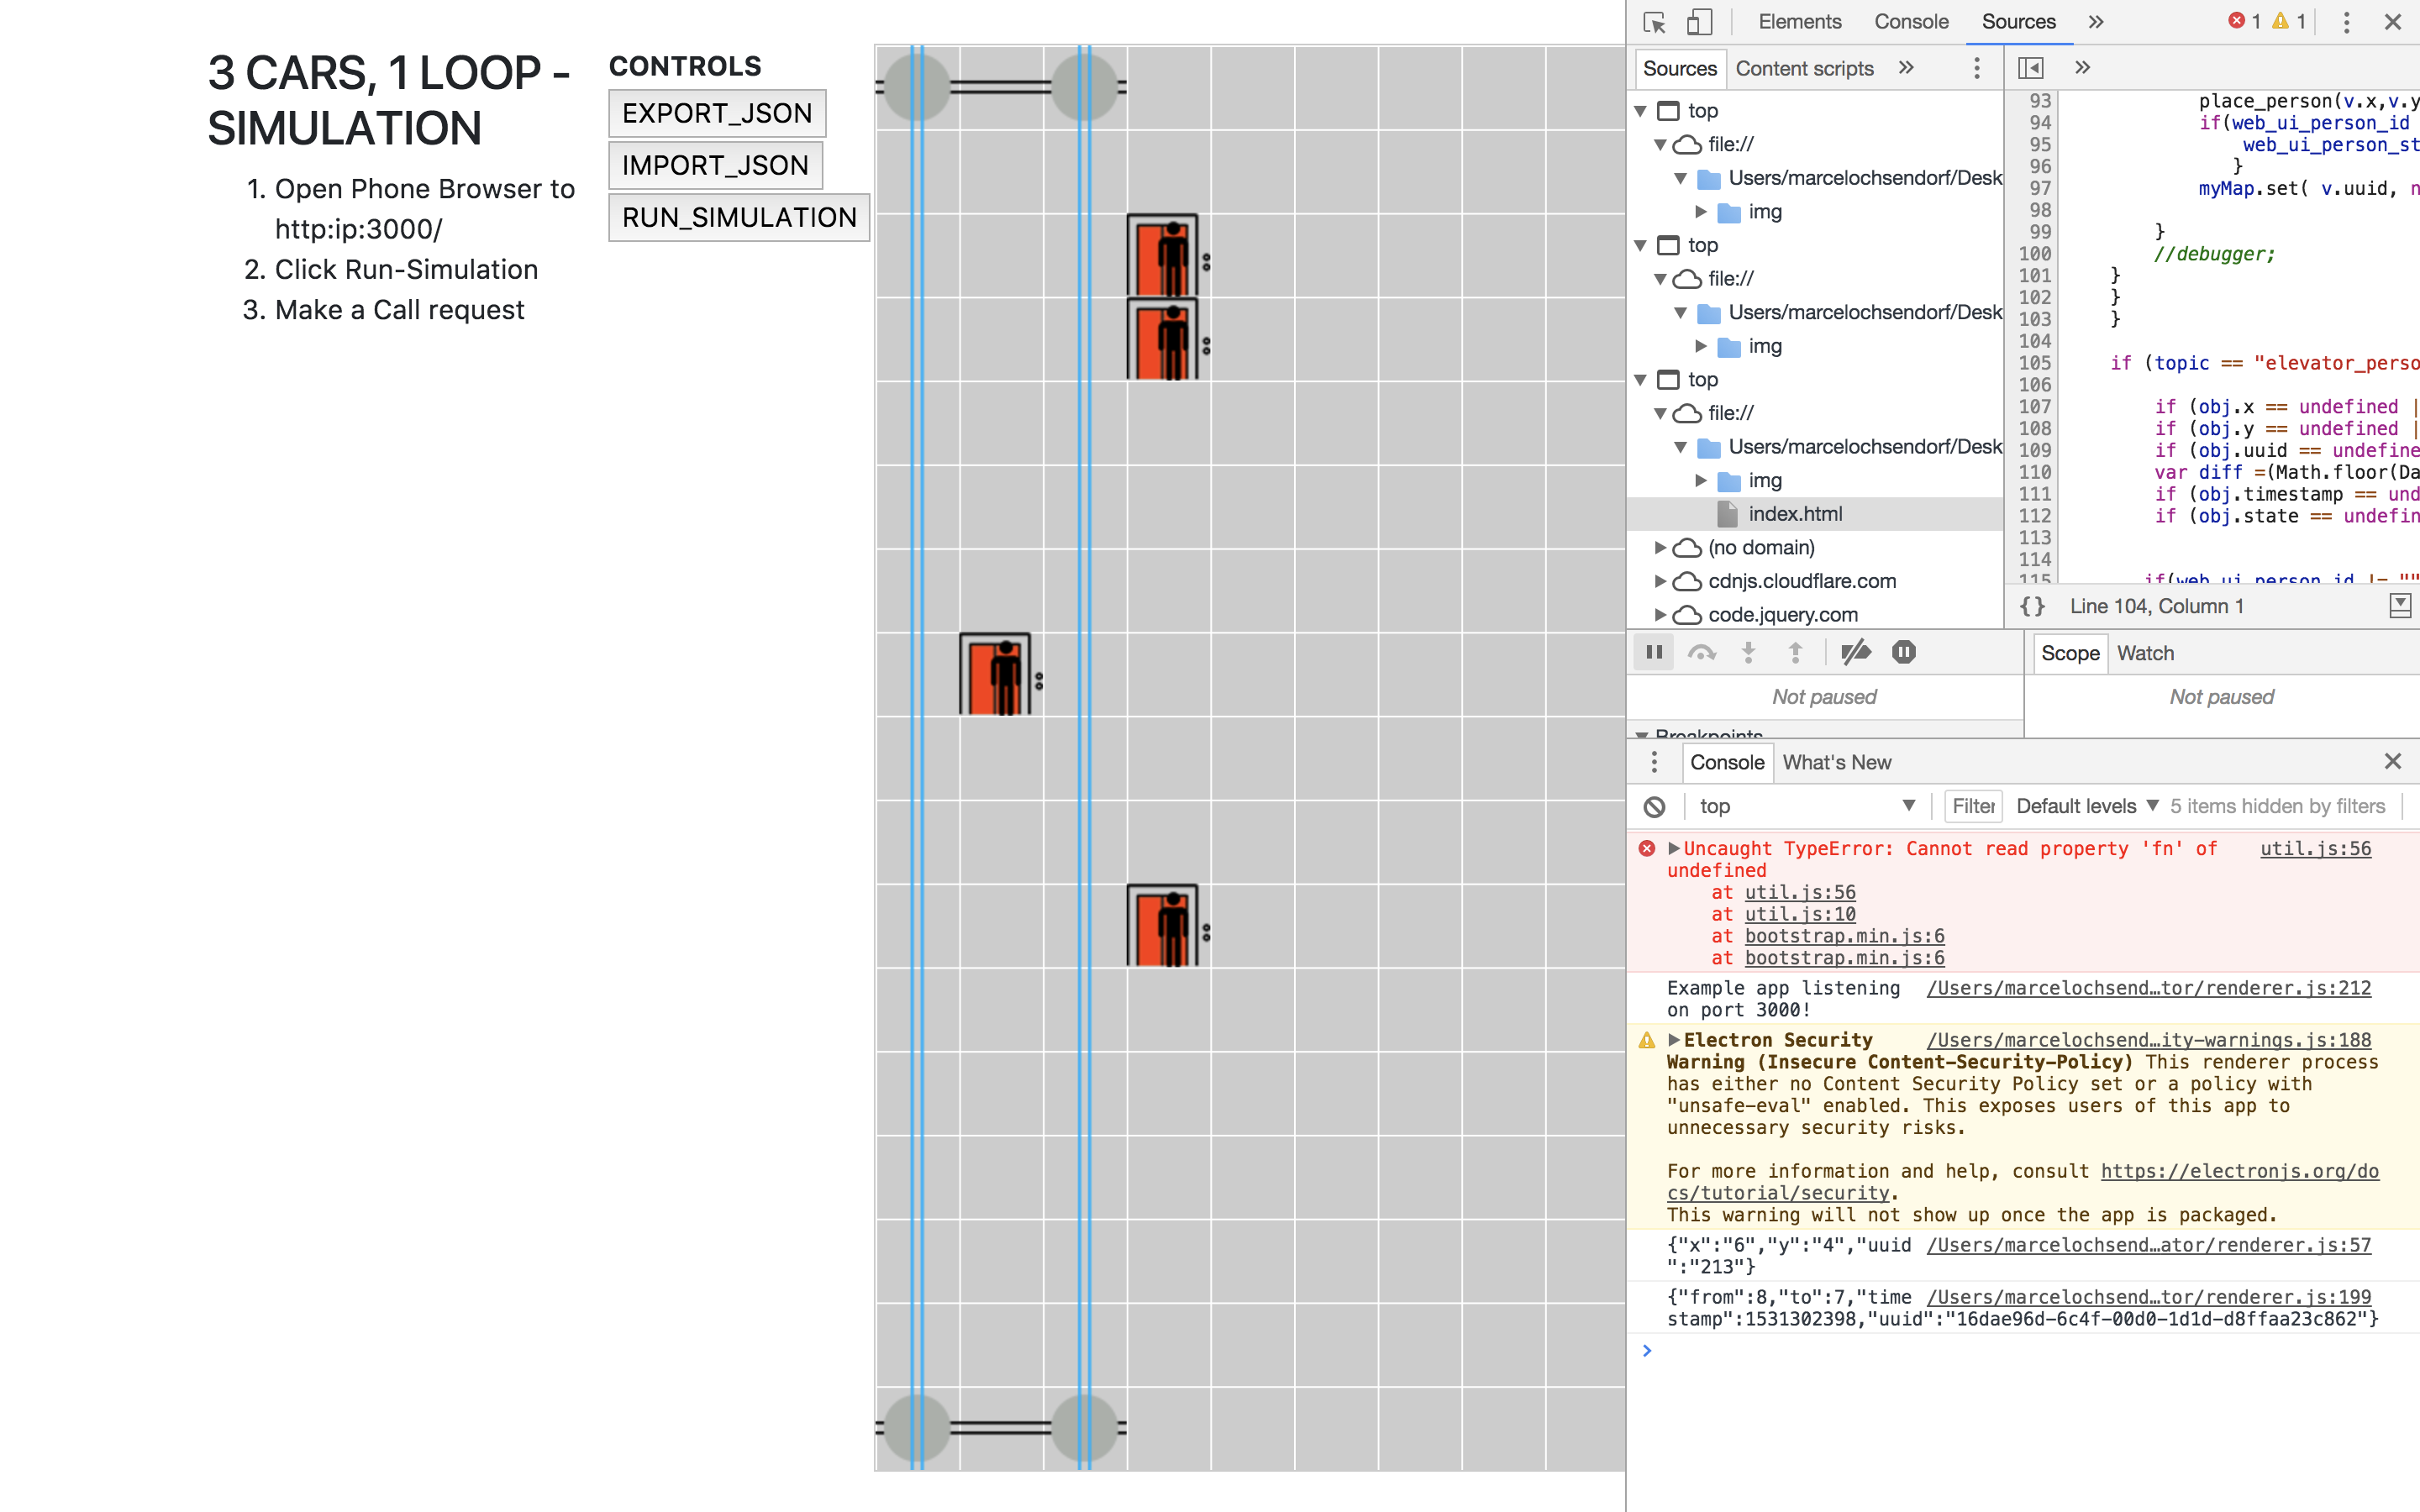 3 CARS, 1 LOOP -
SIMULATION
1. Open Phone Browser to
http:ip:3000/
2. Click Run-Simulation
3. Make a Call request
CONTROLS
EXPORT_JSON
IMPORT_JSON
RUN_SIMULATION
Elements Console Sources » 1 1
Sources Content scripts »
»
top
file://
Users/marcelochsendorf/Desk
img
top
file://
Users/marcelochsendorf/Desk
img
top
file://
Users/marcelochsendorf/Desk
img
index.html
(no domain)
cdnjs.cloudflare.com
code.jquery.com
93 place_person(v.x,v.y
94 if(web_ui_person_id
95 web_ui_person_st
96 }
97 myMap.set( v.uuid, n
98
99 }
100 //debugger;
101 }
102 }
103 }
104
105 if (topic == "elevator_perso
106
107 if (obj.x == undefined |
108 if (obj.y == undefined |
109 if (obj.uuid == undefine
110 var diff =(Math.floor(Da
111 if (obj.timestamp == und
112 if (obj.state == undefin
113
114
115 if(web_ui_person_id != ""
{} Line 104, Column 1
Scope Watch
Not paused
Not paused
Breakpoints
Console What's New
top Filter Default levels 5 items hidden by filters
Uncaught TypeError: Cannot read property 'fn' of util.js:56
undefined
at util.js:56
at util.js:10
at bootstrap.min.js:6
at bootstrap.min.js:6
Example app listening /Users/marcelochsend…tor/renderer.js:212
on port 3000!
Electron Security /Users/marcelochsend…ity-warnings.js:188
Warning (Insecure Content-Security-Policy) This renderer process
has either no Content Security Policy set or a policy with
"unsafe-eval" enabled. This exposes users of this app to
unnecessary security risks.
For more information and help, consult https://electronjs.org/do
cs/tutorial/security.
This warning will not show up once the app is packaged.
{"x":"6","y":"4","uuid /Users/marcelochsend…ator/renderer.js:57
":"213"}
{"from":8,"to":7,"time /Users/marcelochsend…tor/renderer.js:199
stamp":1531302398,"uuid":"16dae96d-6c4f-00d0-1d1d-d8ffaa23c862"}